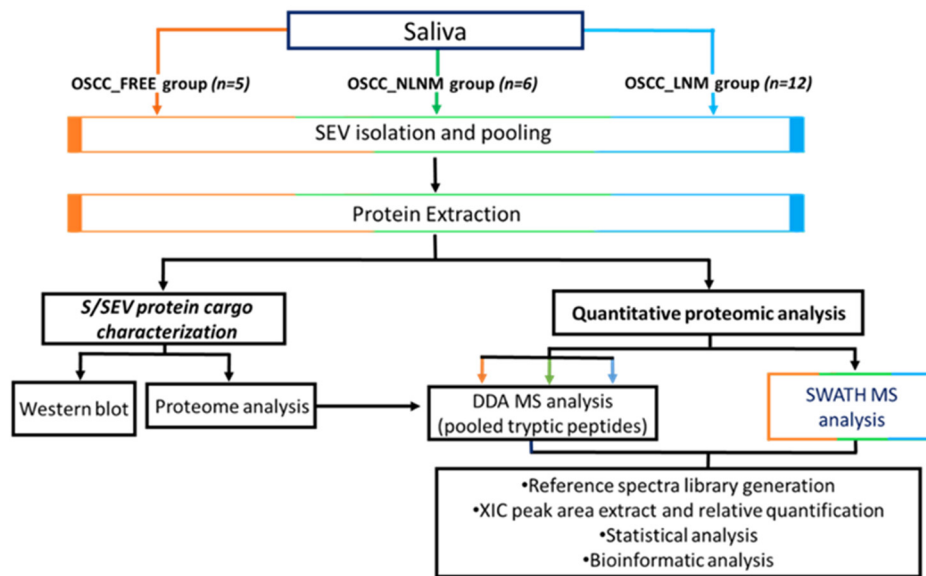 Saliva
OSCC_FREE group (n=5)
OSCC_NLNM group (n=6)
OSCC_LNM group (n=12)
SEV isolation and pooling
Protein Extraction
S/SEV protein cargo
characterization
Quantitative proteomic analysis
Western blot
Proteome analysis
DDA MS analysis
(pooled tryptic peptides)
SWATH MS
analysis
•Reference spectra library generation
•XIC peak area extract and relative quantification
•Statistical analysis
•Bioinformatic analysis